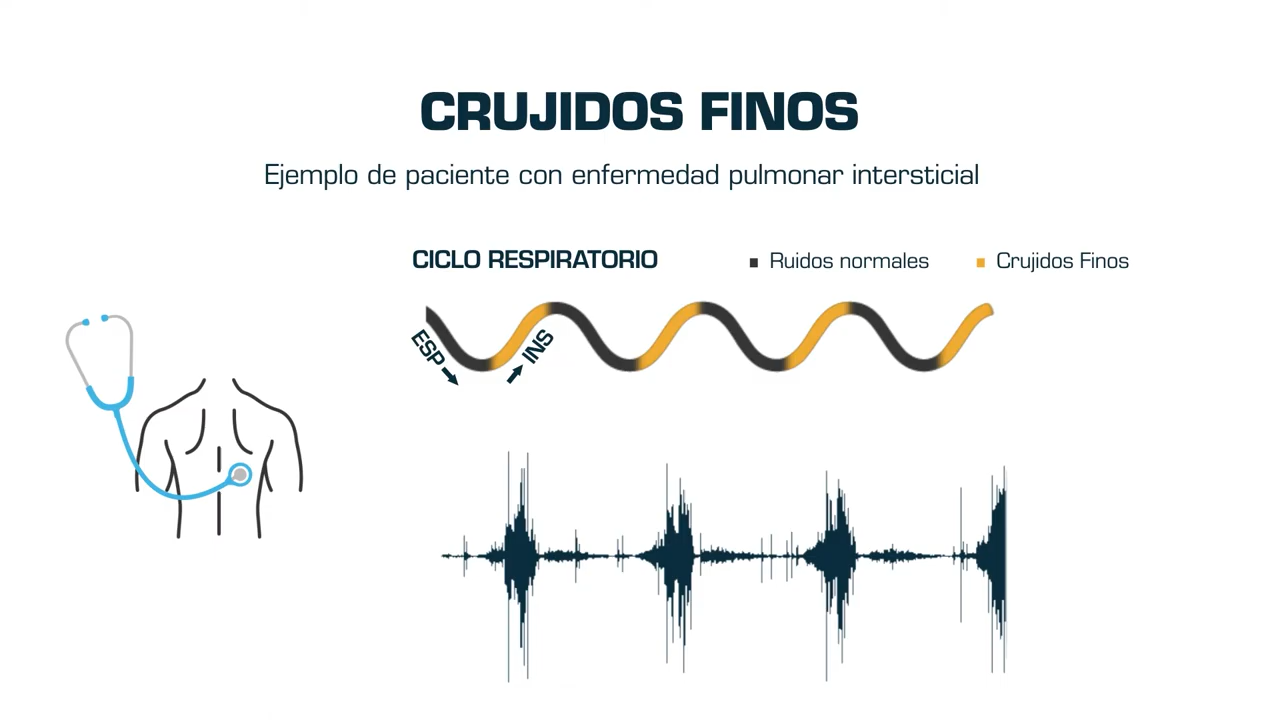 CRUJIDOS FINOS
Ejemplo de paciente con enfermedad pulmonar intersticial
CICLO RESPIRATORIO
Ruidos normales
Crujidos Finos
ESP
INS